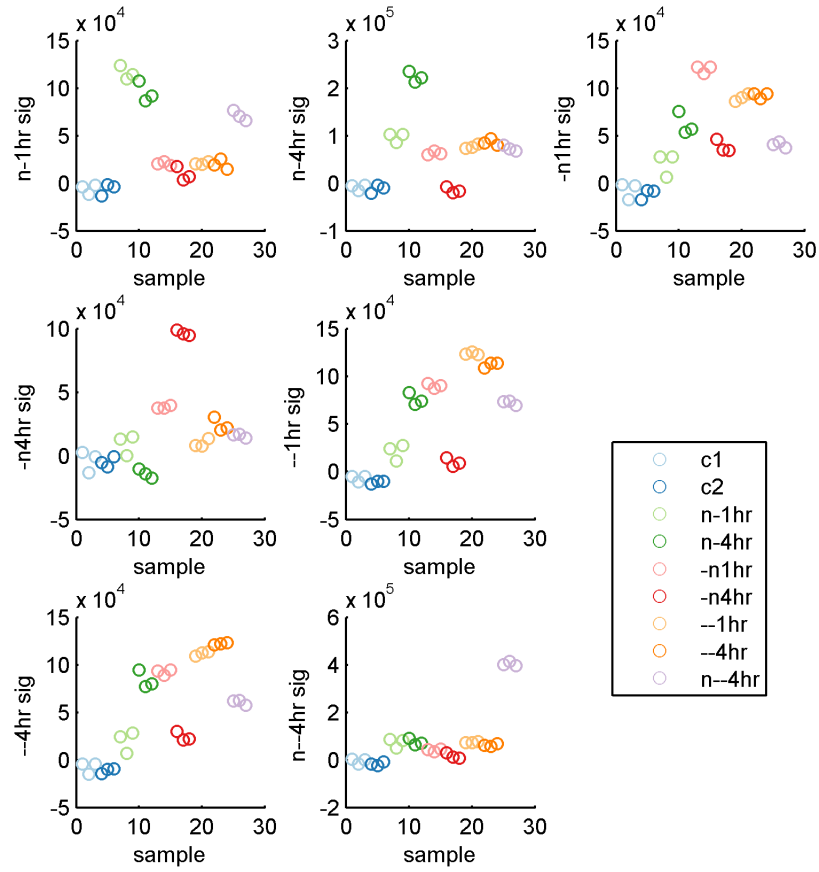 x 10^4
15
10
5
0
-5
n-1hr sig
0 10 20 30
sample
x 10^5
3
2
1
0
-1
n-4hr sig
0 10 20 30
sample
x 10^4
15
10
5
0
-5
-n1hr sig
0 10 20 30
sample
x 10^4
10
5
0
-5
-n4hr sig
0 10 20 30
sample
x 10^4
15
10
5
0
-5
--1hr sig
0 10 20 30
sample
c1
c2
n-1hr
n-4hr
-n1hr
-n4hr
--1hr
--4hr
n--4hr
x 10^4
15
10
5
0
-5
--4hr sig
0 10 20 30
sample
x 10^5
6
4
2
0
-2
n--4hr sig
0 10 20 30
sample